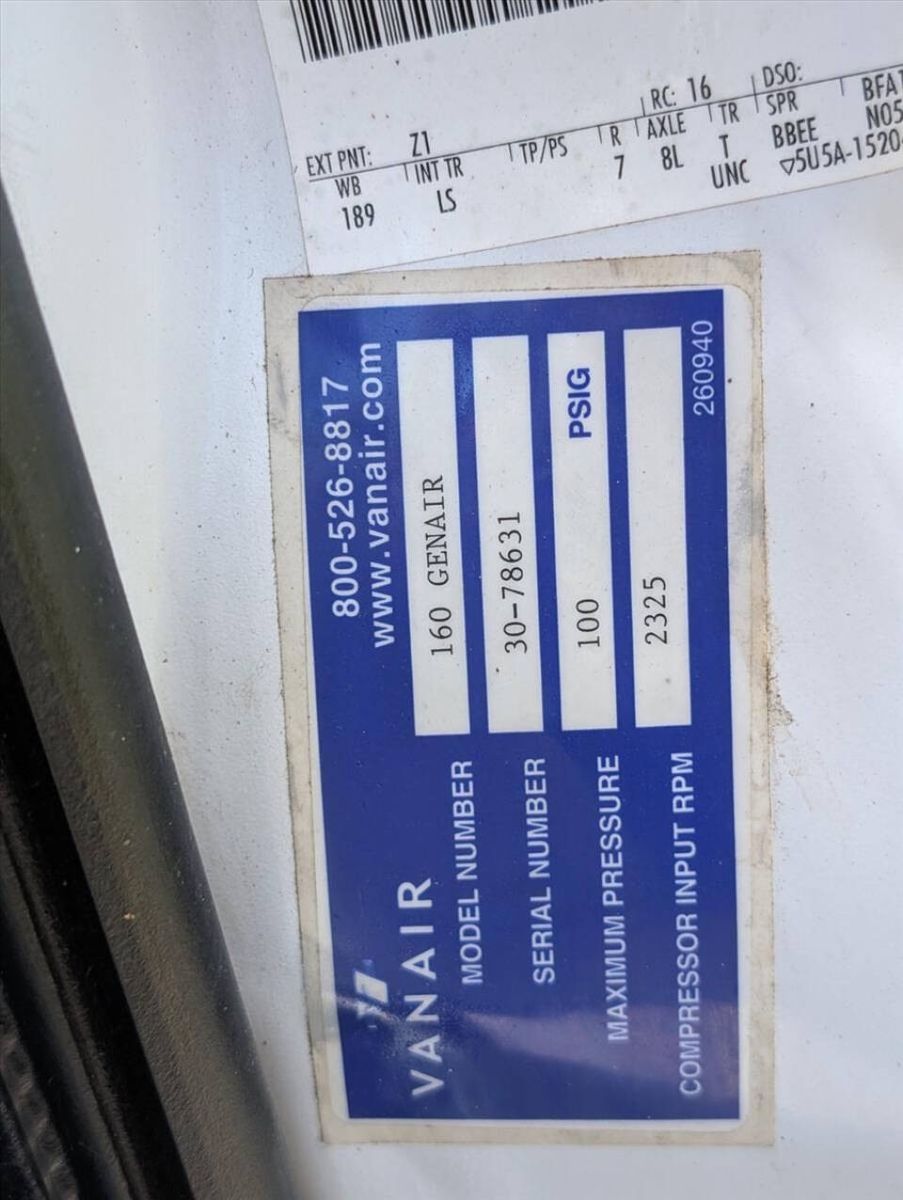 EXT PNT: Z1 RC: 16 DSO:
WB INT TR TP/PS R AXLE TR SPR
189 LS 7 8L T BBEE
UNC ▽5U5A-1520
800-526-8817
www.vanair.com
VANAIR
MODEL NUMBER 160 GENAIR
SERIAL NUMBER 30-78631
MAXIMUM PRESSURE 100 PSIG
COMPRESSOR INPUT RPM 2325
260940